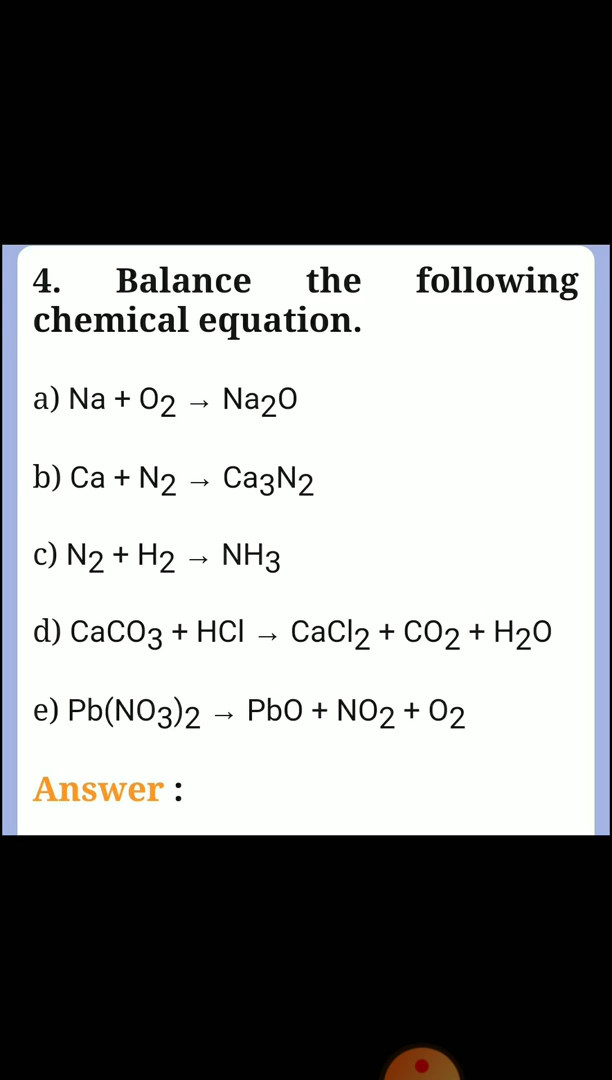 4. Balance the following
chemical equation.
a) Na + O2 → Na2O
b) Ca + N2 → Ca3N2
c) N2 + H2 → NH3
d) CaCO3 + HCl → CaCl2 + CO2 + H2O
e) Pb(NO3)2 → PbO + NO2 + O2
Answer :